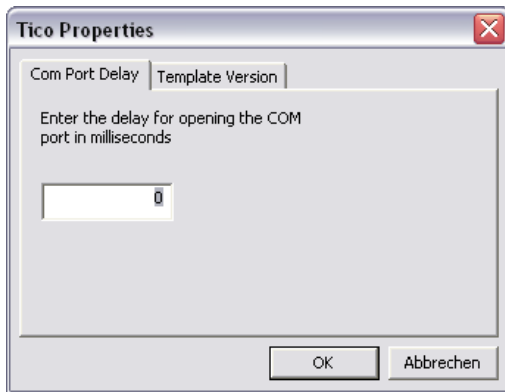 Tico Properties
Com Port Delay Template Version
Enter the delay for opening the COM
port in milliseconds
0
OK Abbrechen